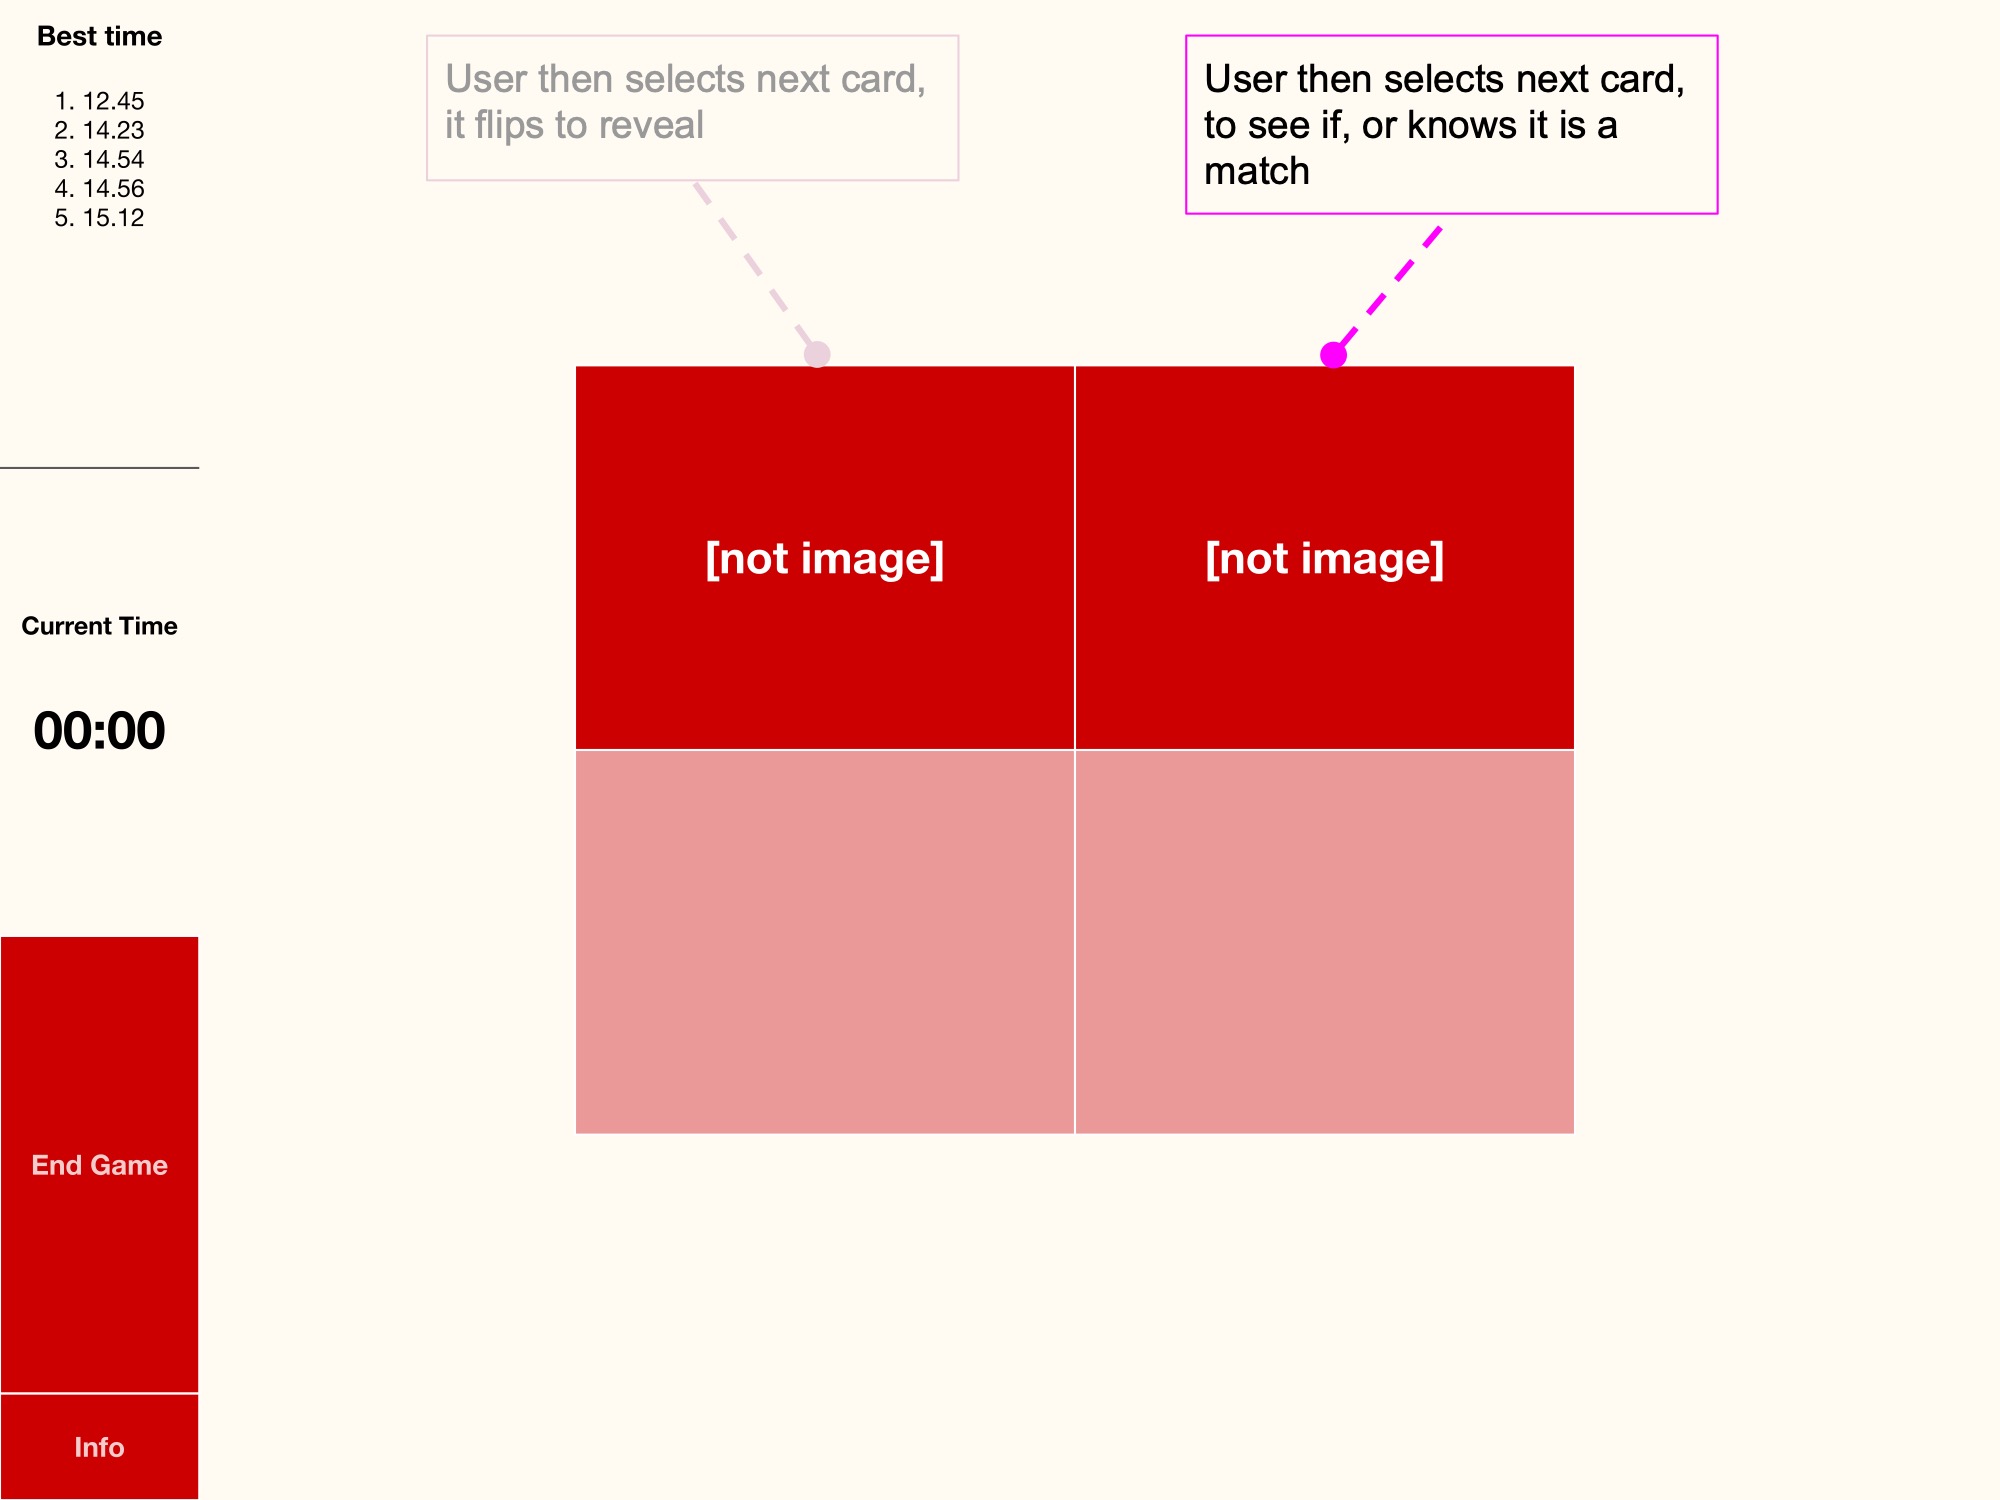 Best time
1. 12.45
2. 14.23
3. 14.54
4. 14.56
5. 15.12
User then selects next card,
it flips to reveal
User then selects next card,
to see if, or knows it is a
match
[not image]
[not image]
Current Time
00:00
End Game
Info